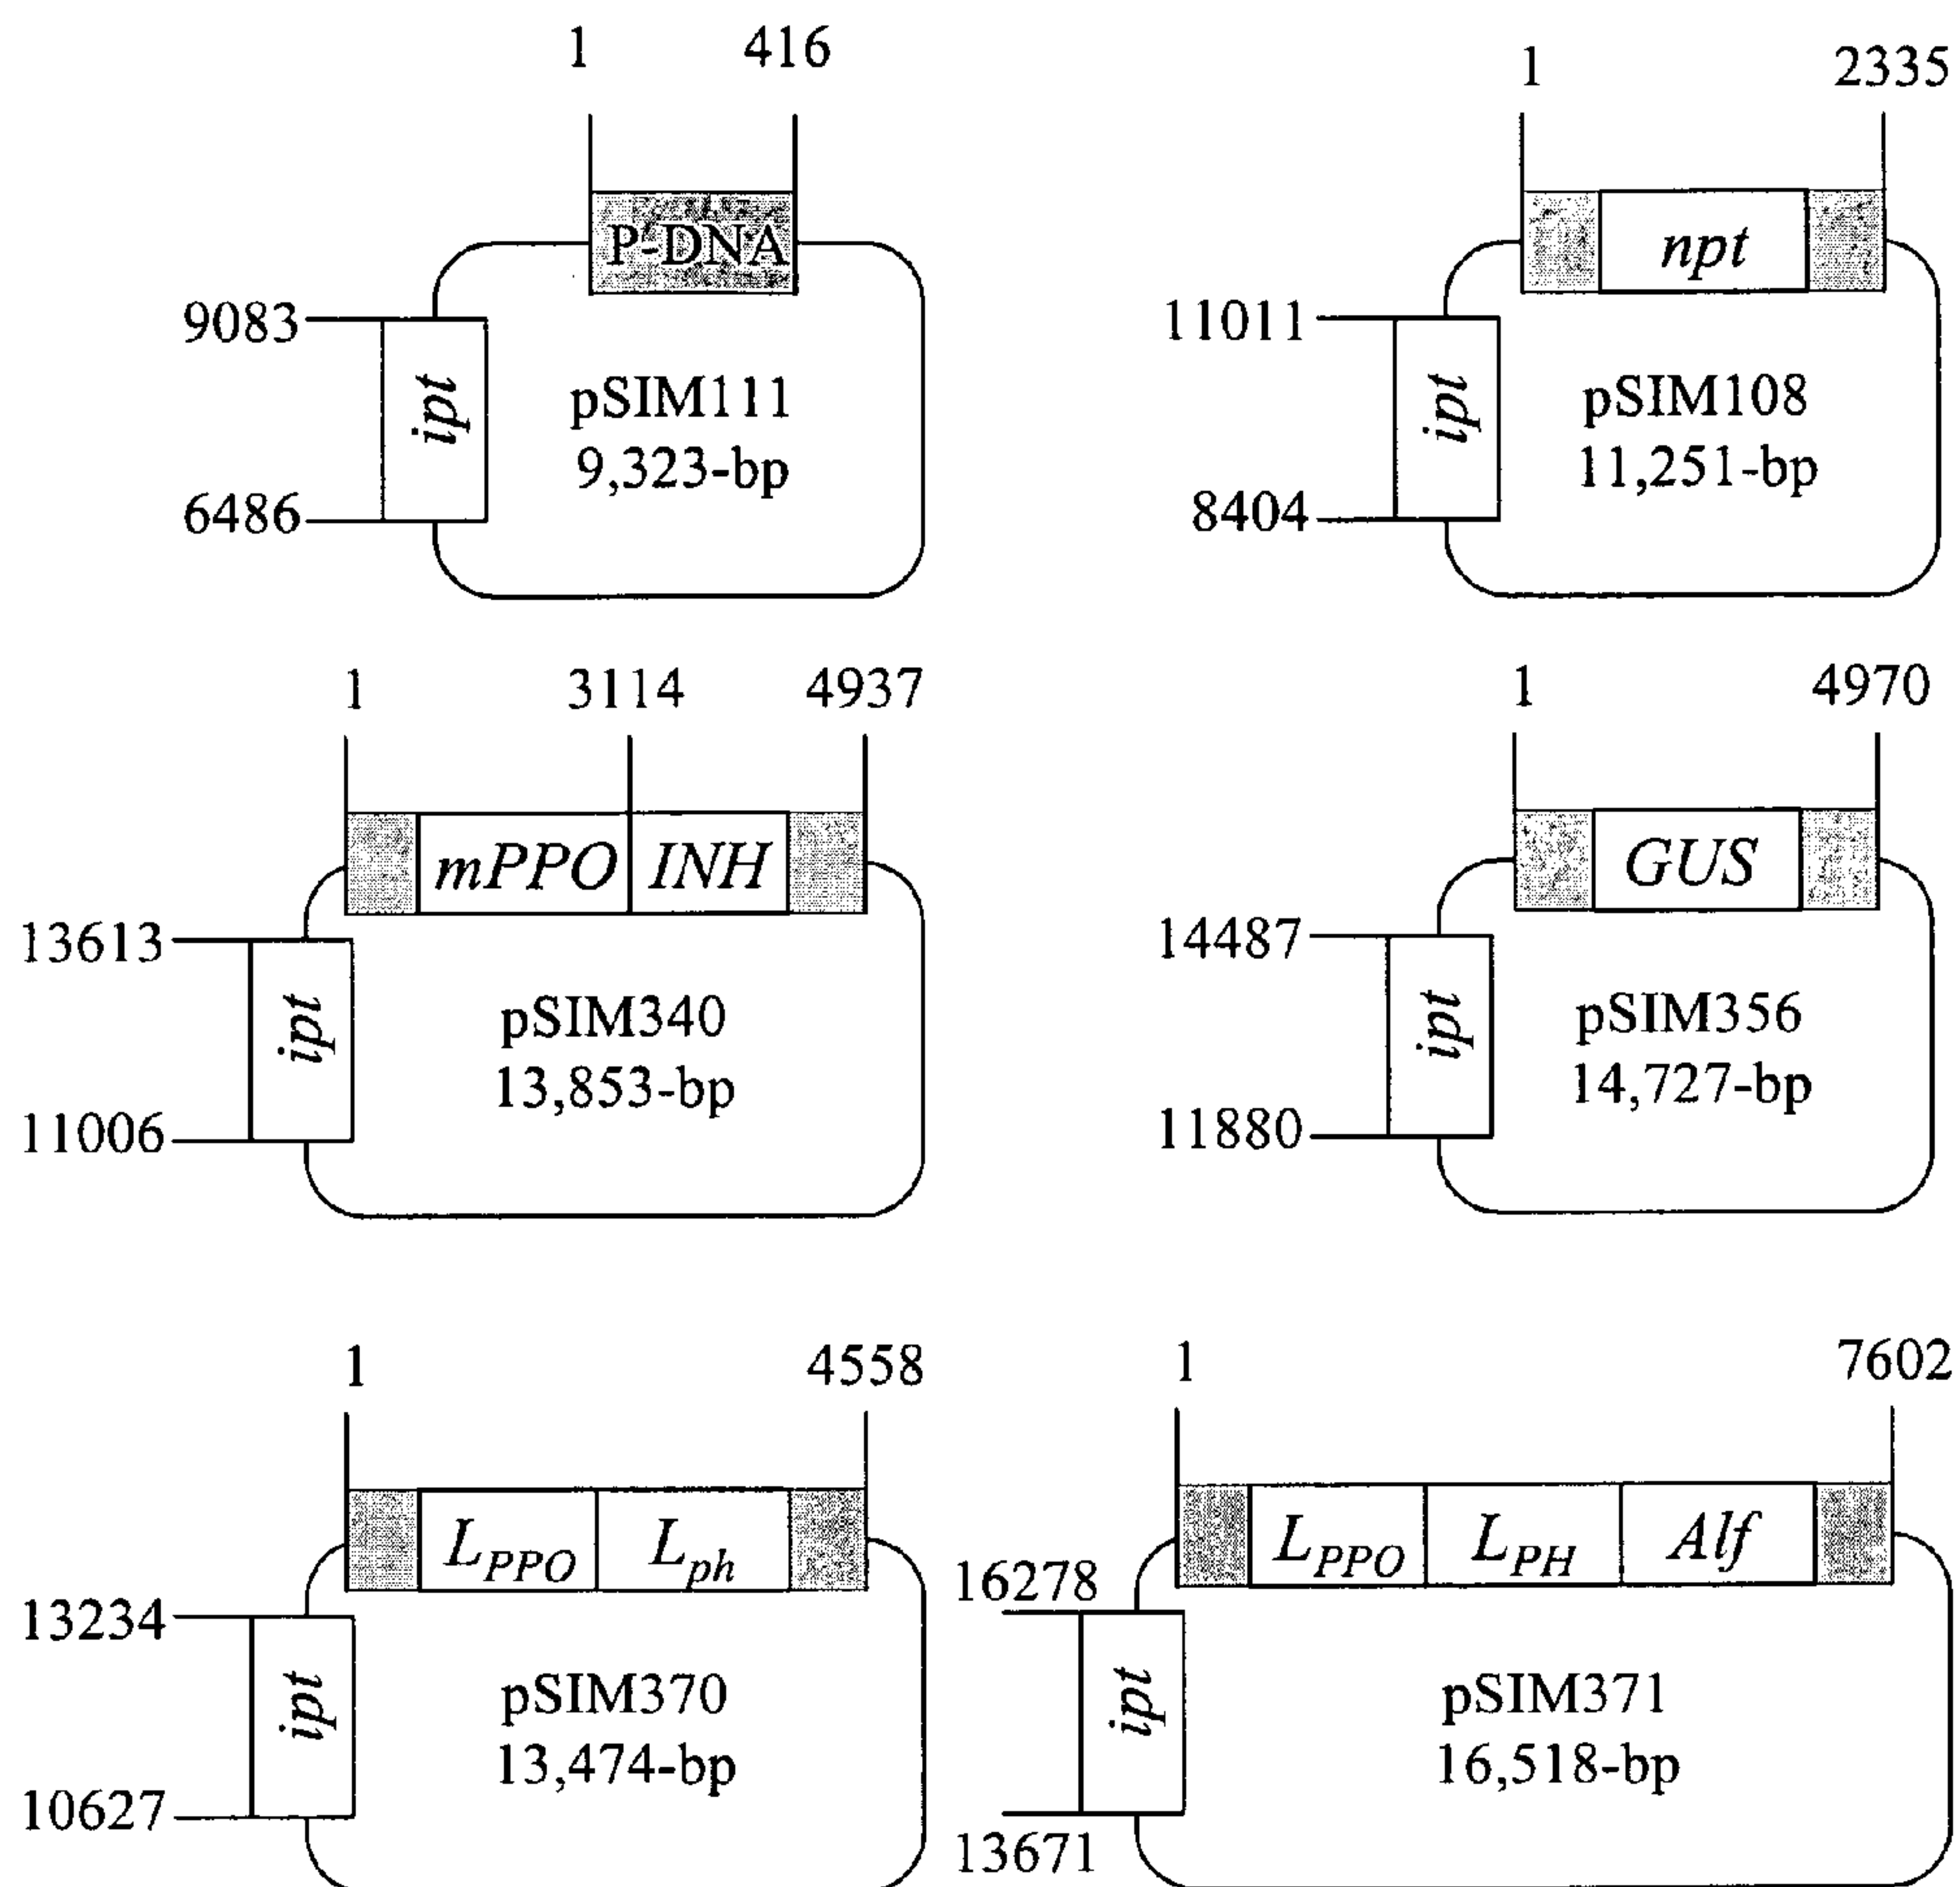 1 416
P-DNA
9083
ipt
6486
pSIM111
9,323-bp
1 2335
npt
11011
ipt
8404
pSIM108
11,251-bp
1 3114 4937
mPPO INH
13613
ipt
11006
pSIM340
13,853-bp
1 4970
GUS
14487
ipt
11880
pSIM356
14,727-bp
1 4558
LPPO Lph
13234
ipt
10627
pSIM370
13,474-bp
1 7602
LPPO LPH Alf
16278
ipt
13671
pSIM371
16,518-bp